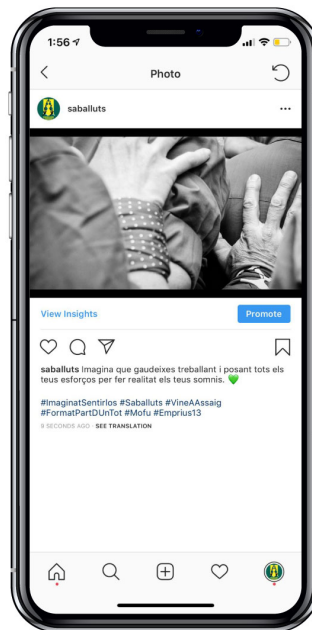 1:56
Photo
saballuts
View Insights
Promote
saballuts Imagina que gaudeixes treballant i posant tots els
teus esforços per fer realitat els teus somnis. 💚
#ImaginatSentirlos #Saballuts #VineAAssaig
#FormatPartDUnTot #Mofu #Emprius13
8 SECONDS AGO · SEE TRANSLATION